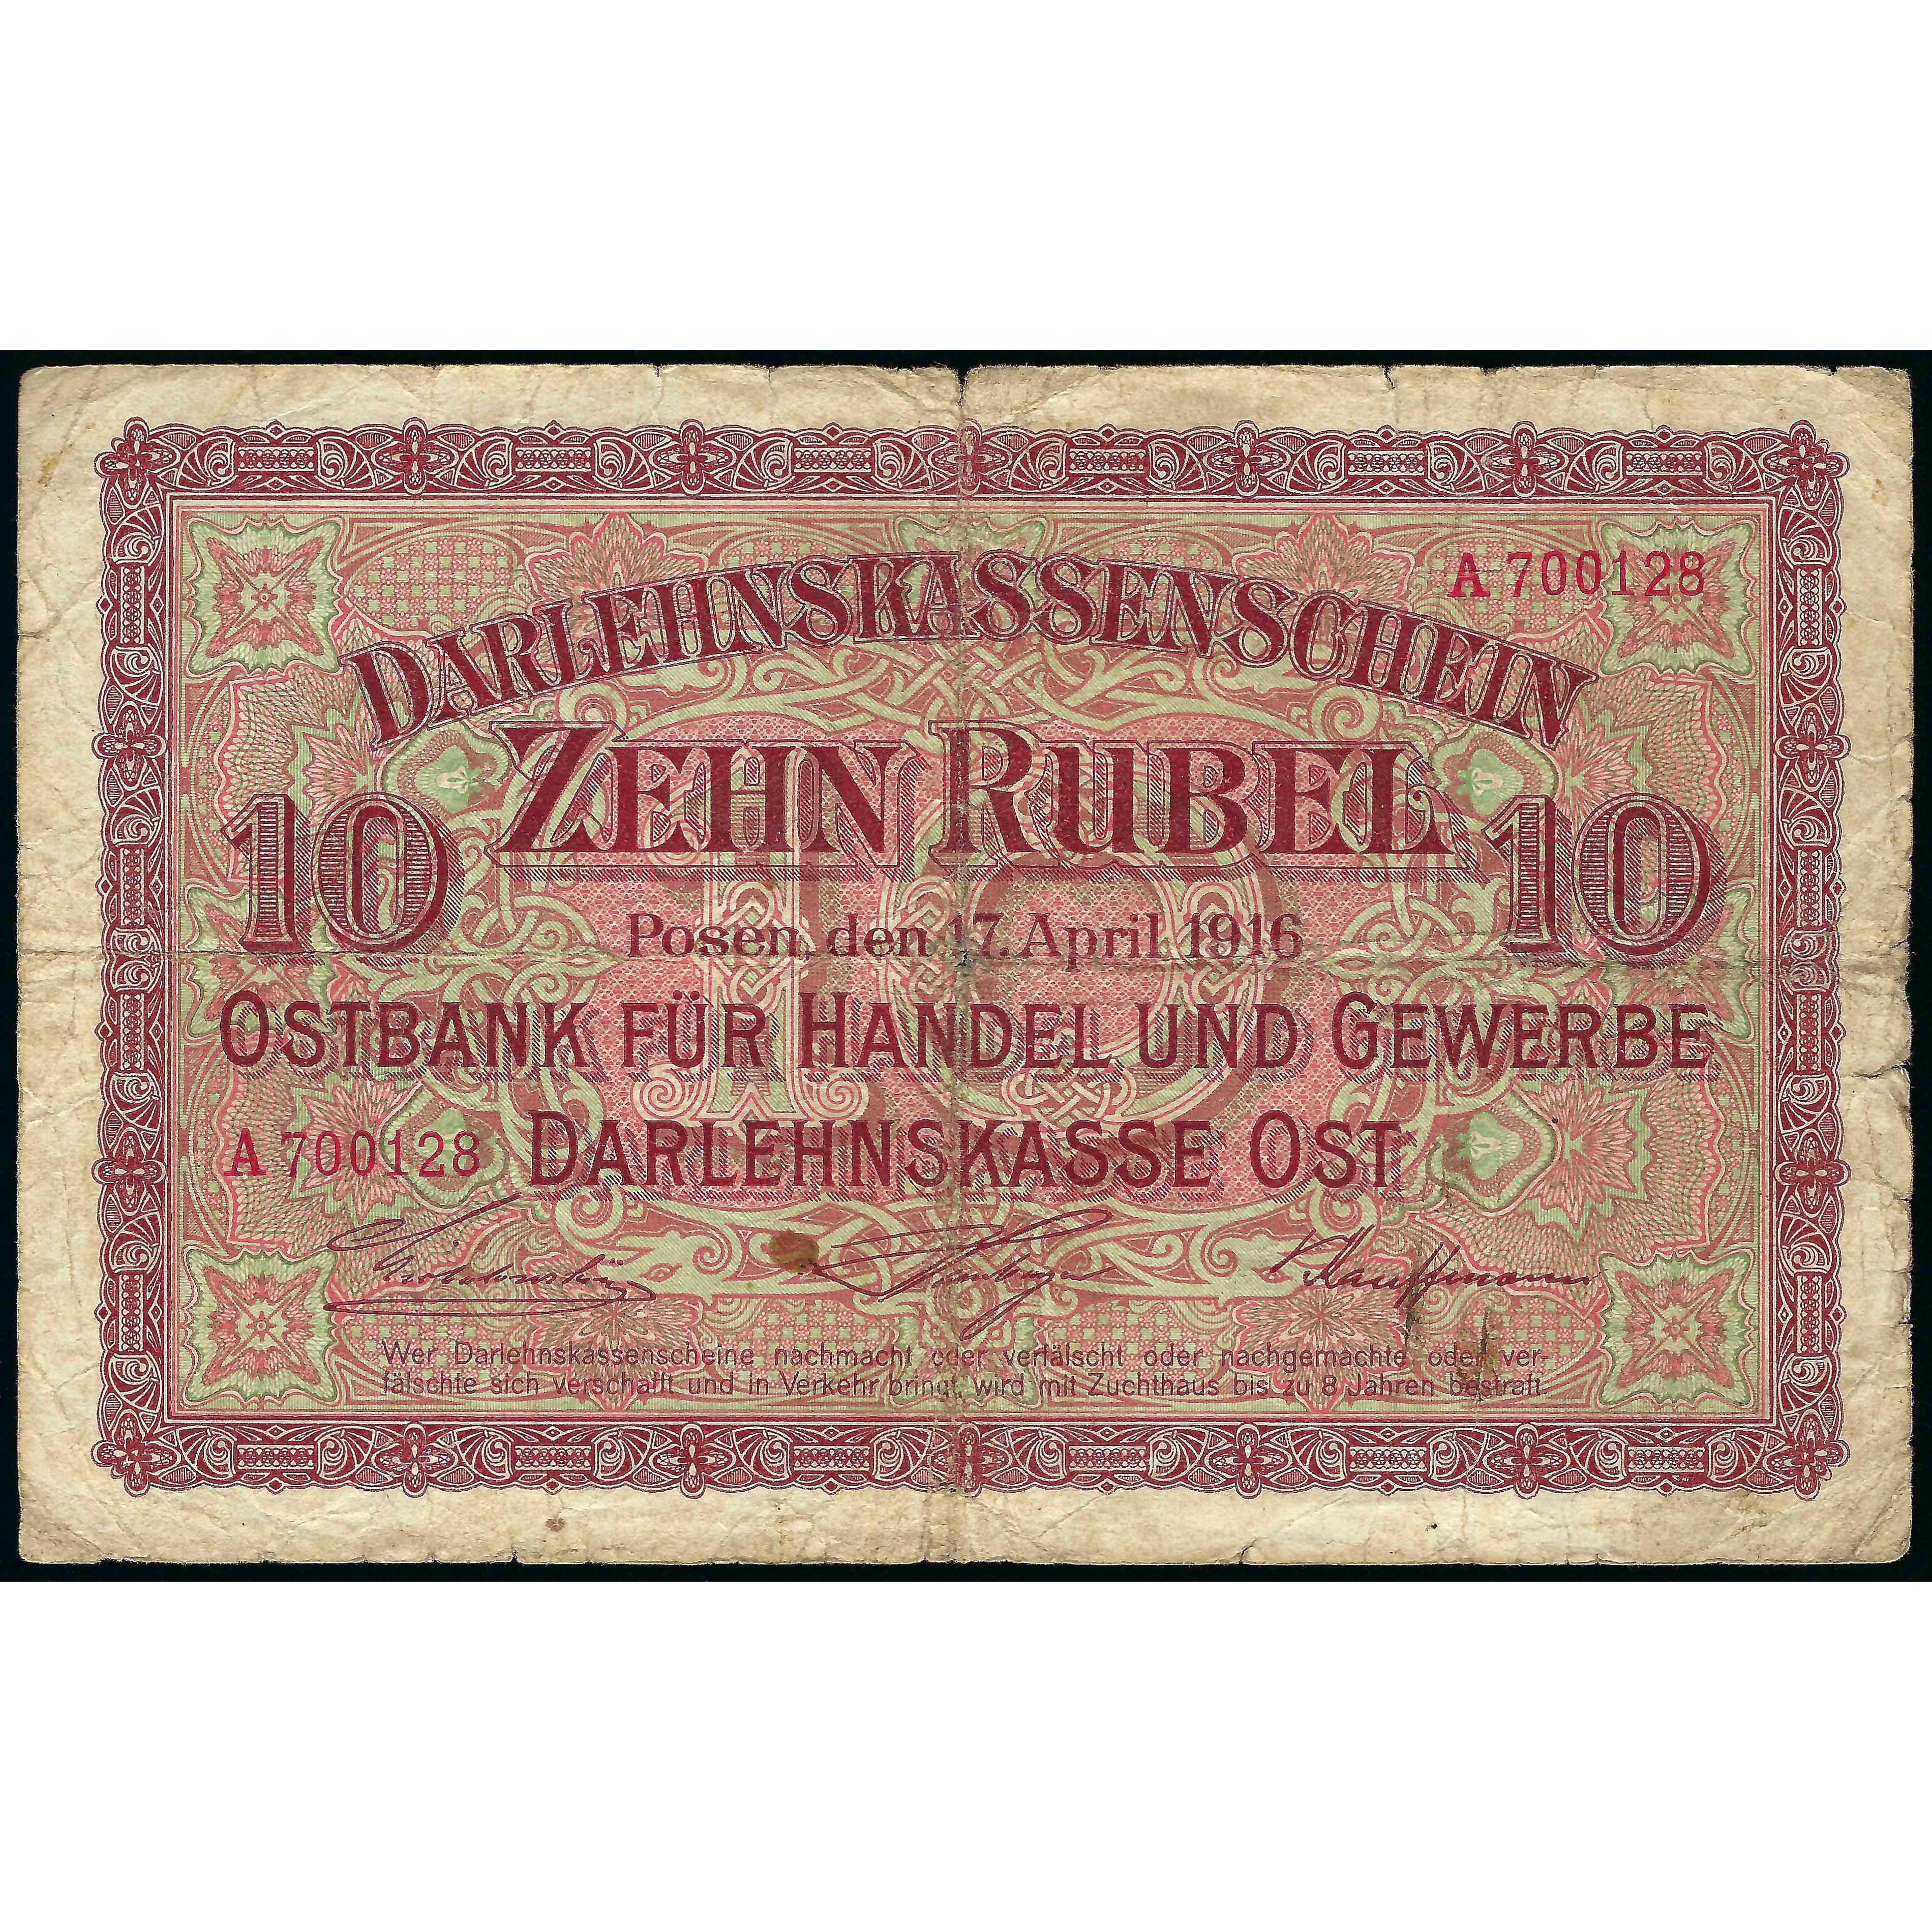 A 700128
DARLEHNSKASSENSCHEIN
ZEHN RUBEL
10 10
Posen, den 17. April 1916
OSTBANK FÜR HANDEL UND GEWERBE
A 700128 DARLEHNSKASSE OST
Kauffmann
Wer Darlehnskassenscheine nachmacht oder verfälscht oder nachgemachte oder ver-
fälschte sich verschafft und in Verkehr bringt, wird mit Zuchthaus bis zu 8 Jahren bestraft.